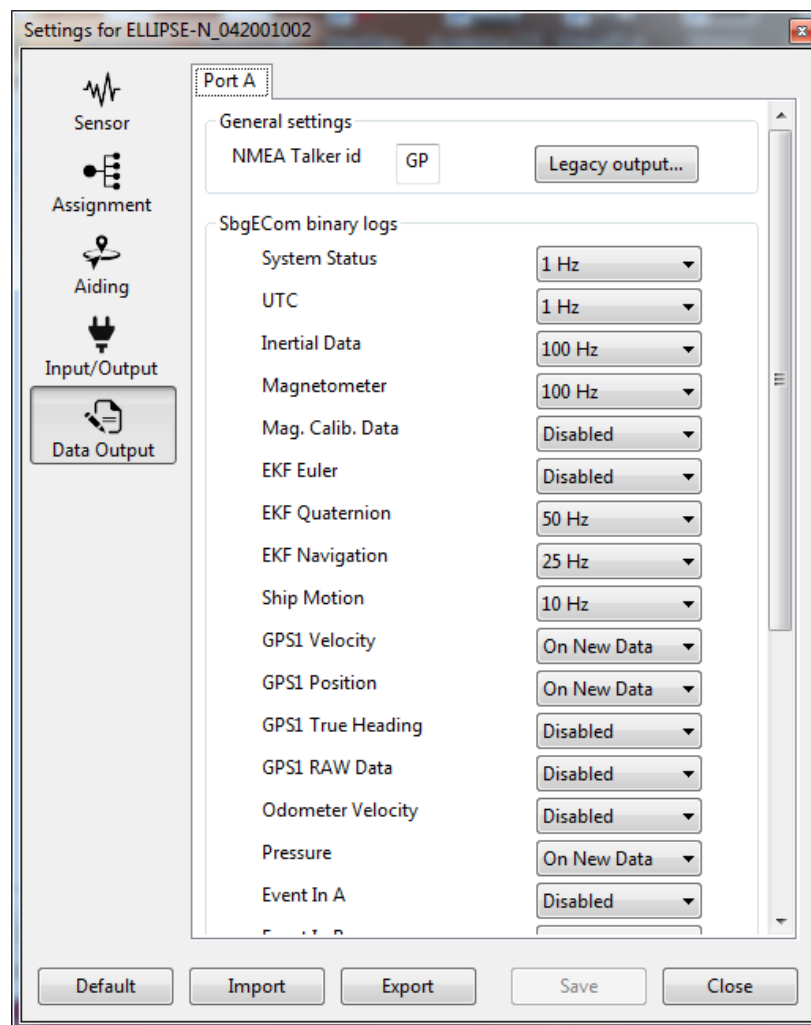 Settings for ELLIPSE-N_042001002
Sensor
Assignment
Aiding
Input/Output
Data Output
Port A
General settings
NMEA Talker id GP Legacy output...
SbgECom binary logs
System Status 1 Hz
UTC 1 Hz
Inertial Data 100 Hz
Magnetometer 100 Hz
Mag. Calib. Data Disabled
EKF Euler Disabled
EKF Quaternion 50 Hz
EKF Navigation 25 Hz
Ship Motion 10 Hz
GPS1 Velocity On New Data
GPS1 Position On New Data
GPS1 True Heading Disabled
GPS1 RAW Data Disabled
Odometer Velocity Disabled
Pressure On New Data
Event In A Disabled
Default Import Export Save Close